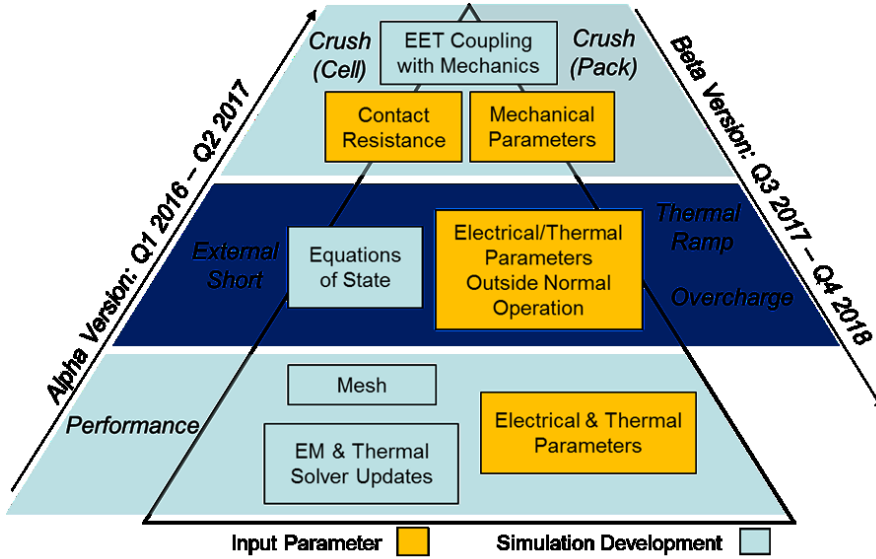 Crush
(Cell)
EET Coupling
with Mechanics
Crush
(Pack)
Contact
Resistance
Mechanical
Parameters
Alpha Version: Q1 2016 – Q2 2017
Beta Version: Q3 2017 – Q4 2018
External
Short
Equations
of State
Electrical/Thermal
Parameters
Outside Normal
Operation
Thermal
Ramp
Overcharge
Performance
Mesh
EM & Thermal
Solver Updates
Electrical & Thermal
Parameters
Input Parameter
Simulation Development